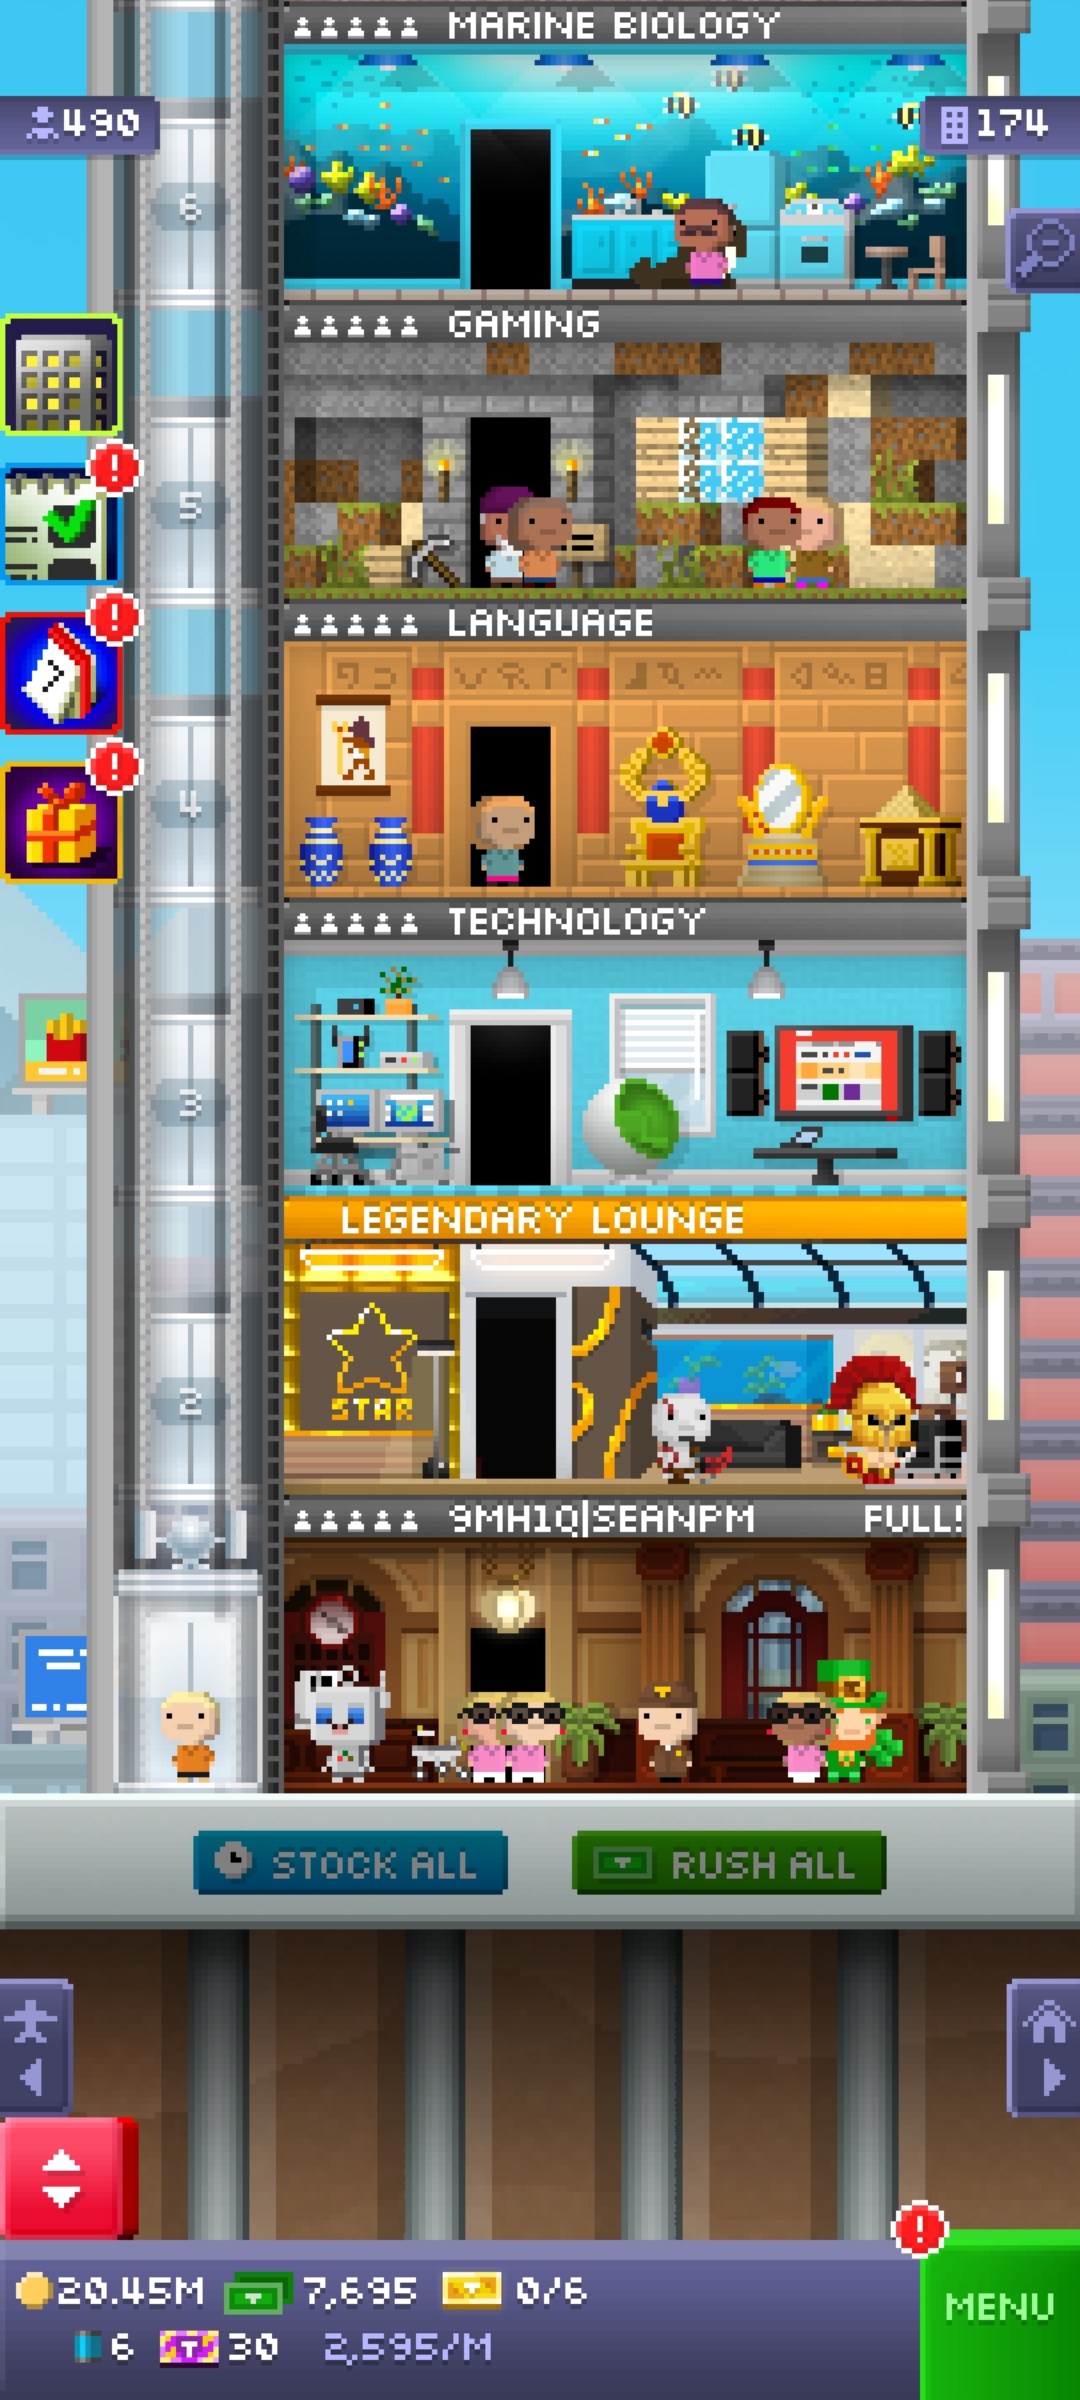 MARINE BIOLOGY
490
174
6
GAMING
5
LANGUAGE
4
TECHNOLOGY
3
LEGENDARY LOUNGE
STAR
2
9MH1Q|SEANPM FULL!
STOCK ALL
RUSH ALL
20.45M 7,695 0/6
6 T 30 2,595/M
MENU